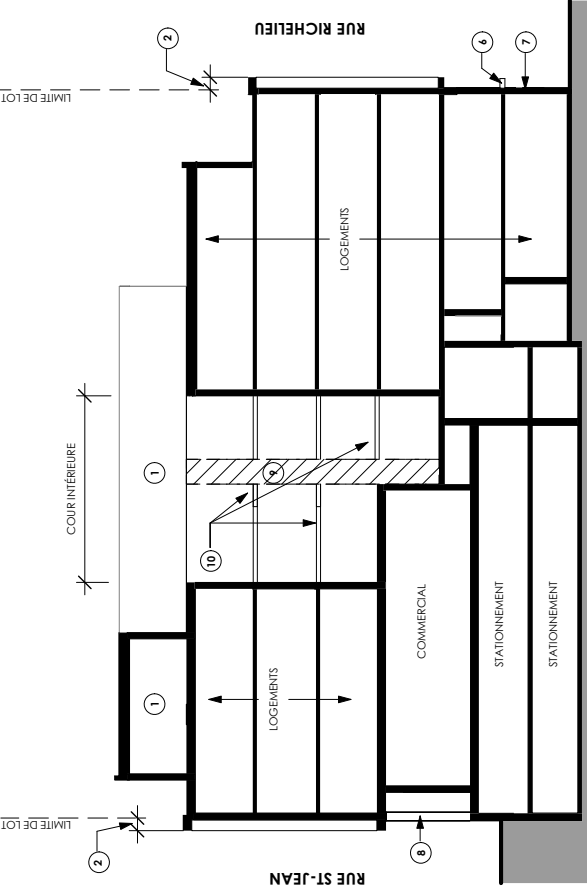 LIMITE DE LOT
LIMITE DE LOT
COUR INTÉRIEURE
2
1
1
2
10
9
LOGEMENTS
LOGEMENTS
RUE ST-JEAN
RUE RICHELIEU
8
COMMERCIAL
6
STATIONNEMENT
7
STATIONNEMENT